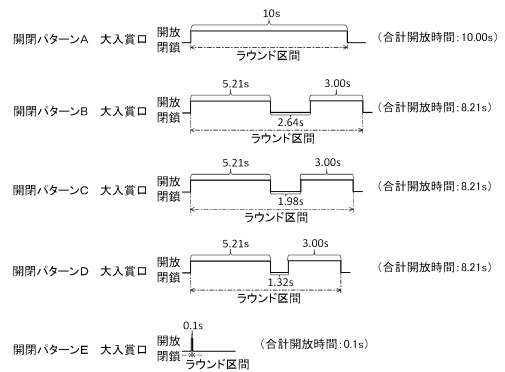 10s
開閉パターンA 大入賞口 開放 (合計開放時間:10.00s)
閉鎖
ラウンド区間
5.21s 3.00s
開閉パターンB 大入賞口 開放 (合計開放時間:8.21s)
閉鎖
2.64s
ラウンド区間
5.21s 3.00s
開閉パターンC 大入賞口 開放 (合計開放時間:8.21s)
閉鎖
1.98s
ラウンド区間
5.21s 3.00s
開閉パターンD 大入賞口 開放 (合計開放時間:8.21s)
閉鎖
1.32s
ラウンド区間
0.1s
開閉パターンE 大入賞口 開放 (合計開放時間:0.1s)
閉鎖
ラウンド区間